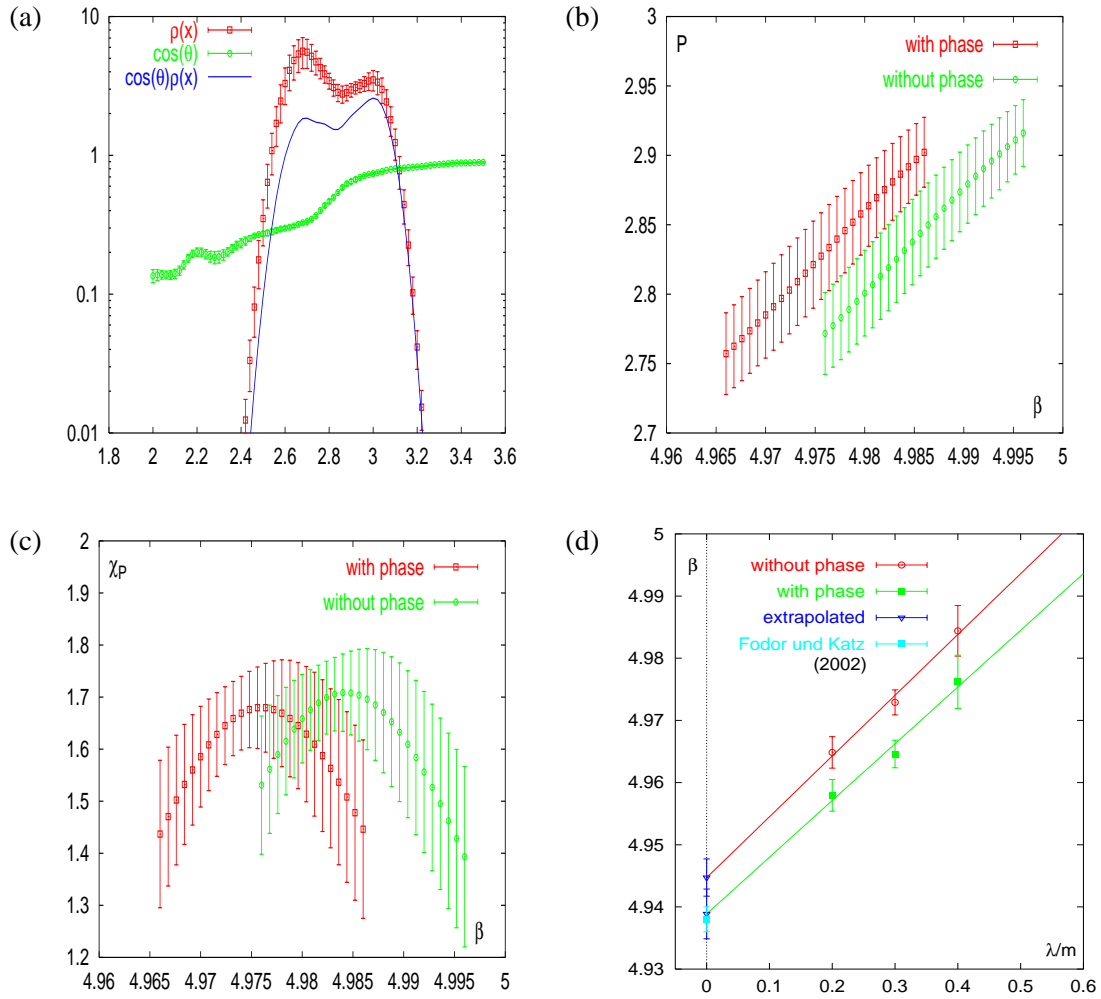 (a)
10
1
0.1
0.01
1.8 2 2.2 2.4 2.6 2.8 3 3.2 3.4 3.6
ρ(x)
cos(θ)
cos(θ)ρ(x)
(b)
P
3
2.95
2.9
2.85
2.8
2.75
2.7
4.96 4.965 4.97 4.975 4.98 4.985 4.99 4.995 5
with phase
without phase
β
(c)
χP
2
1.9
1.8
1.7
1.6
1.5
1.4
1.3
1.2
4.96 4.965 4.97 4.975 4.98 4.985 4.99 4.995 5
with phase
without phase
β
(d)
β
5
4.99
4.98
4.97
4.96
4.95
4.94
4.93
0 0.1 0.2 0.3 0.4 0.5 0.6
without phase
with phase
extrapolated
Fodor und Katz
(2002)
λ/m